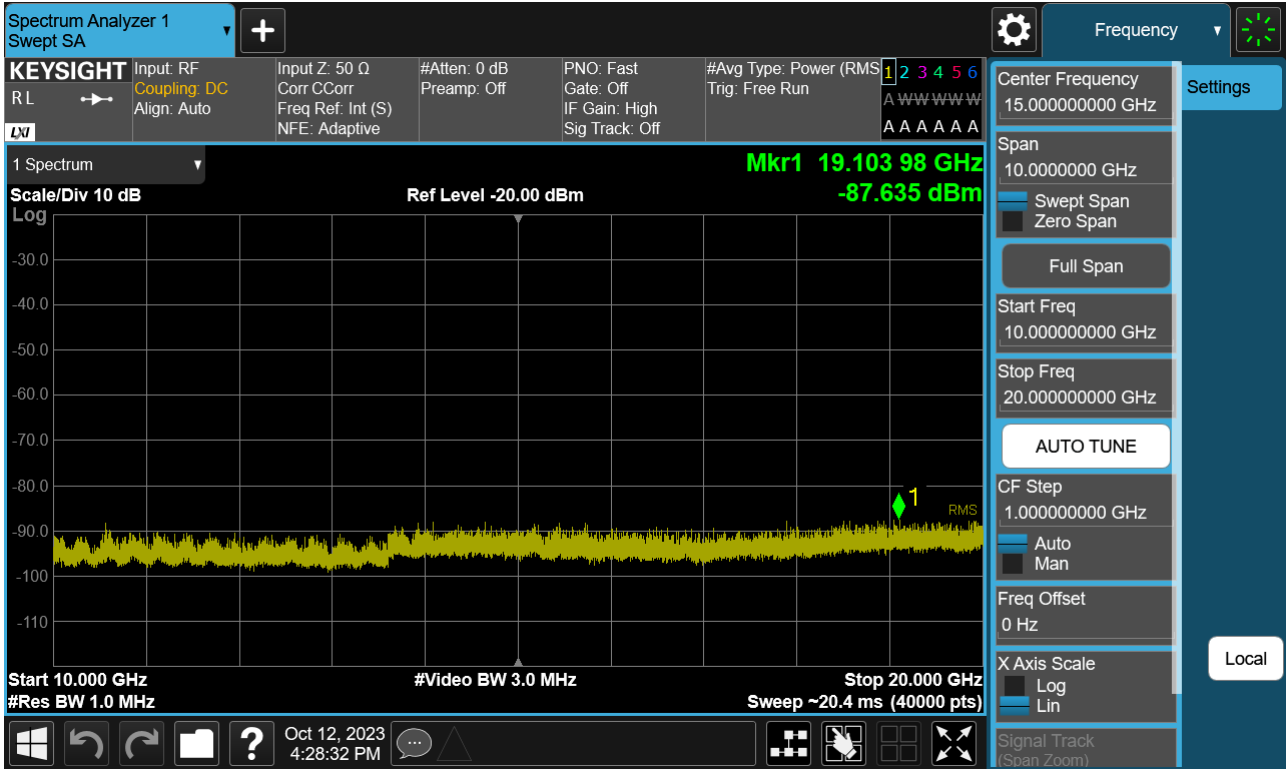 Spectrum Analyzer 1
Swept SA
Frequency
KEYSIGHT
R L
LXI
Input: RF
Coupling: DC
Align: Auto
Input Z: 50 Ω
Corr CCorr
Freq Ref: Int (S)
NFE: Adaptive
#Atten: 0 dB
Preamp: Off
PNO: Fast
Gate: Off
IF Gain: High
Sig Track: Off
#Avg Type: Power (RMS
Trig: Free Run
1 2 3 4 5 6
A W W W W W
A A A A A A
1 Spectrum
Scale/Div 10 dB
Log
Ref Level -20.00 dBm
Mkr1 19.103 98 GHz
-87.635 dBm
-30.0
-40.0
-50.0
-60.0
-70.0
-80.0
-90.0
-100
-110
1
RMS
Start 10.000 GHz
#Res BW 1.0 MHz
#Video BW 3.0 MHz
Stop 20.000 GHz
Sweep ~20.4 ms (40000 pts)
Center Frequency
15.000000000 GHz
Span
10.0000000 GHz
Swept Span
Zero Span
Full Span
Start Freq
10.000000000 GHz
Stop Freq
20.000000000 GHz
AUTO TUNE
CF Step
1.000000000 GHz
Auto
Man
Freq Offset
0 Hz
X Axis Scale
Log
Lin
Signal Track
(Span Zoom)
Settings
Local
?
Oct 12, 2023
4:28:32 PM